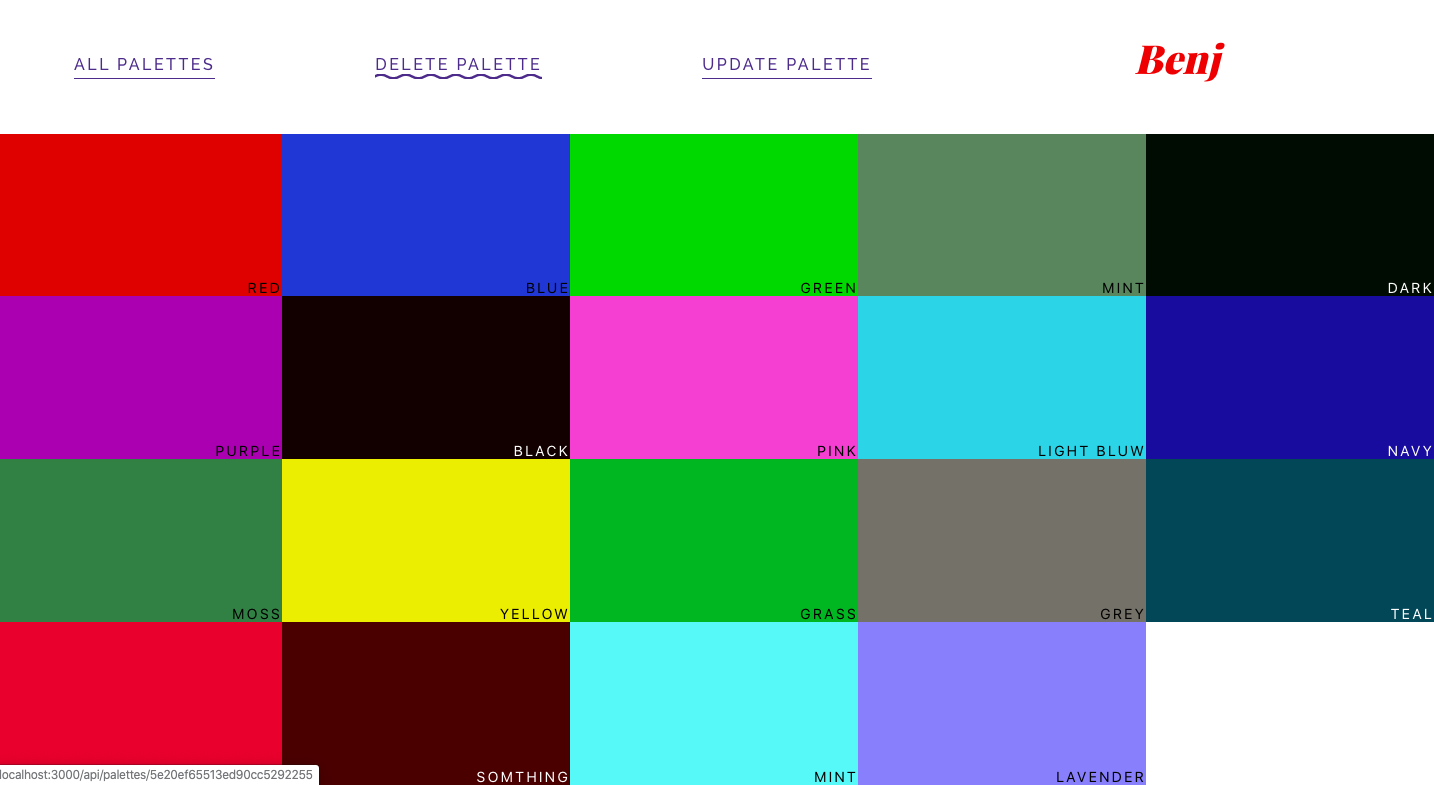 ALL PALETTES
DELETE PALETTE
UPDATE PALETTE
Benj
RED
BLUE
GREEN
MINT
DARK
PURPLE
BLACK
PINK
LIGHT BLUW
NAVY
MOSS
YELLOW
GRASS
GREY
TEAL
SOMTHING
MINT
LAVENDER
localhost:3000/api/palettes/5e20ef65513ed90cc5292255